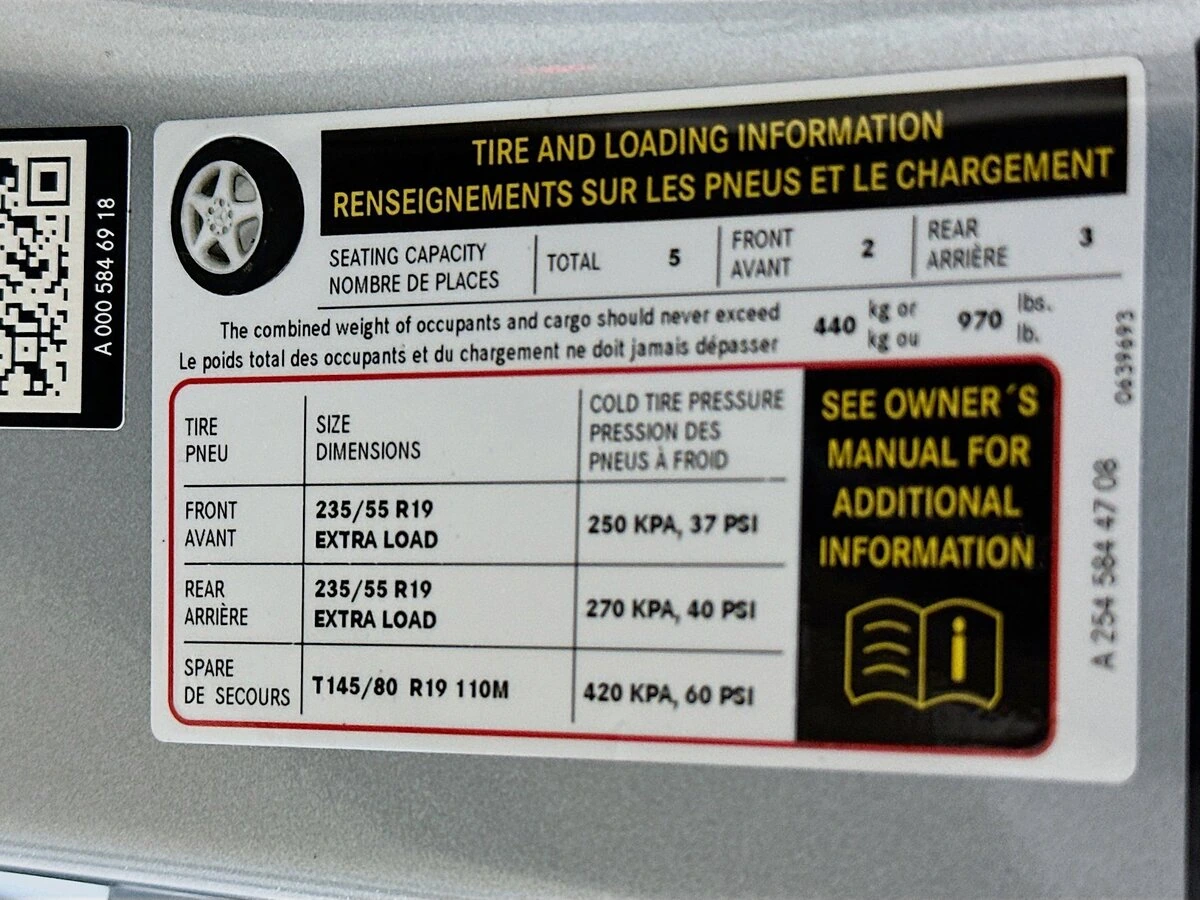 A 000 584 69 18
TIRE AND LOADING INFORMATION
RENSEIGNEMENTS SUR LES PNEUS ET LE CHARGEMENT
SEATING CAPACITY
NOMBRE DE PLACES
TOTAL 5
FRONT
AVANT
2
REAR
ARRIÈRE
3
The combined weight of occupants and cargo should never exceed
Le poids total des occupants et du chargement ne doit jamais dépasser
440
kg or
kg ou
970
lbs.
lb.
TIRE
PNEU
SIZE
DIMENSIONS
COLD TIRE PRESSURE
PRESSION DES
PNEUS À FROID
FRONT
AVANT
235/55 R19
EXTRA LOAD
250 KPA, 37 PSI
REAR
ARRIÈRE
235/55 R19
EXTRA LOAD
270 KPA, 40 PSI
SPARE
DE SECOURS
T145/80 R19 110M
420 KPA, 60 PSI
SEE OWNER´S
MANUAL FOR
ADDITIONAL
INFORMATION
0639693
A 254 584 47 08